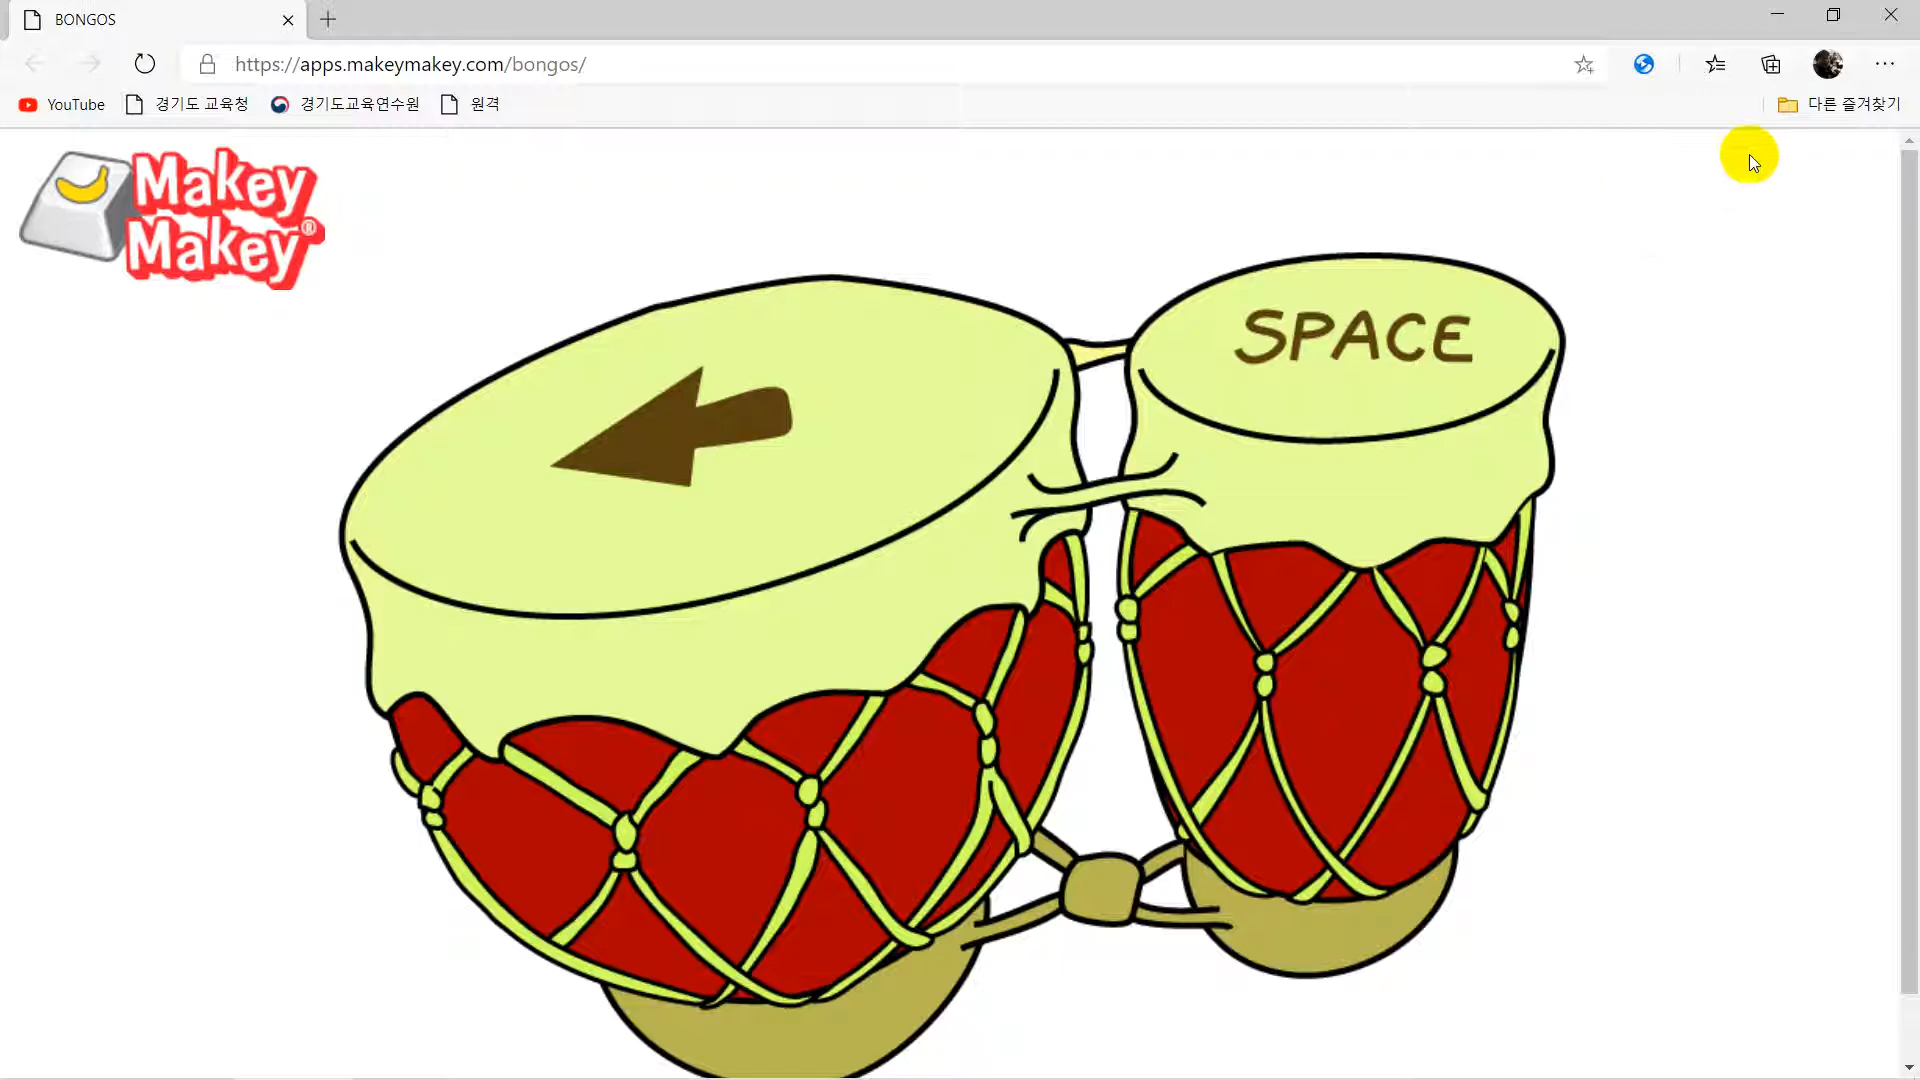 BONGOS
https://apps.makeymakey.com/bongos/
YouTube 경기도 교육청 경기도교육연수원 원격 다른 즐겨찾기
Makey
Makey®
SPACE